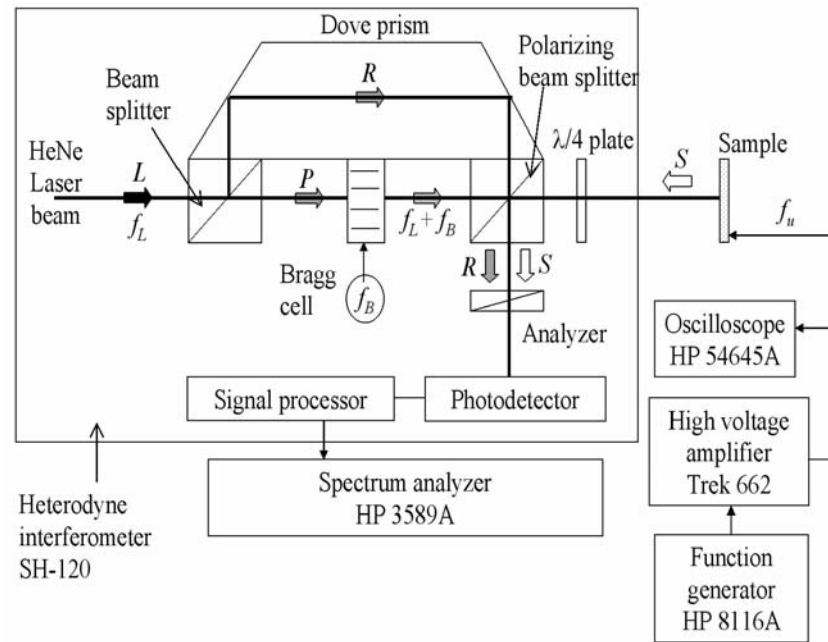 Dove prism
Polarizing
beam splitter
Beam
splitter
R
λ/4 plate
Sample
HeNe
Laser
beam
L
f_L
P
f_L + f_B
S
f_u
Bragg
cell
f_B
R
S
Analyzer
Oscilloscope
HP 54645A
Signal processor
Photodetector
High voltage
amplifier
Trek 662
Spectrum analyzer
HP 3589A
Heterodyne
interferometer
SH-120
Function
generator
HP 8116A